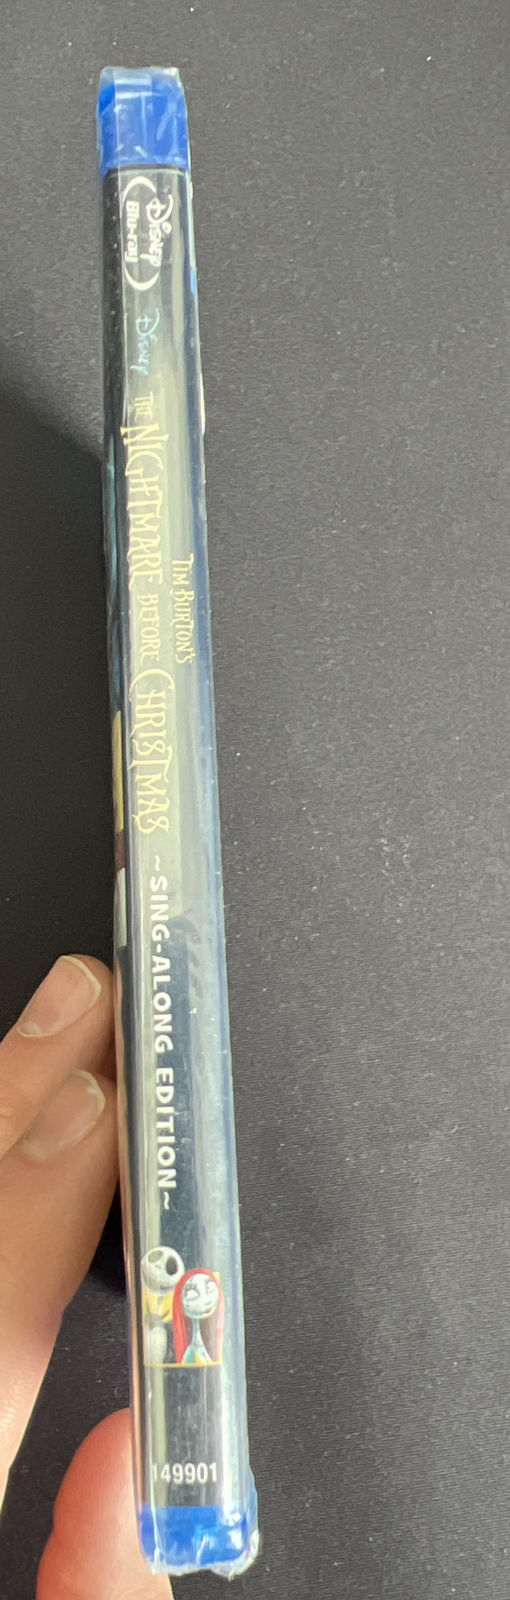 Disney
Blu-ray
Disney
TIM BURTON'S
THE NIGHTMARE BEFORE CHRISTMAS
~SING-ALONG EDITION~
149901